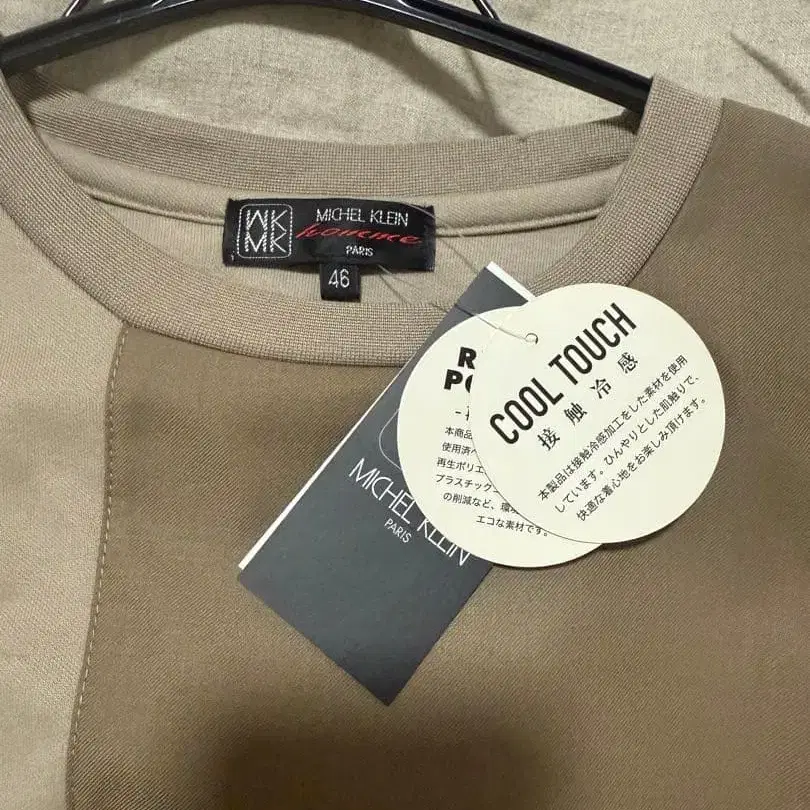 MICHEL KLEIN
homme
PARIS
46
COOL TOUCH
接触冷感
本製品は接触冷感加工をした素材を使用
しています。ひんやりとした肌触りで、
快適な着心地をお楽しみ頂けます。
本商品
使用済
再生ポリエ
プラスチック
の削減など、環
エコな素材です。
MICHEL KLEIN
PARIS